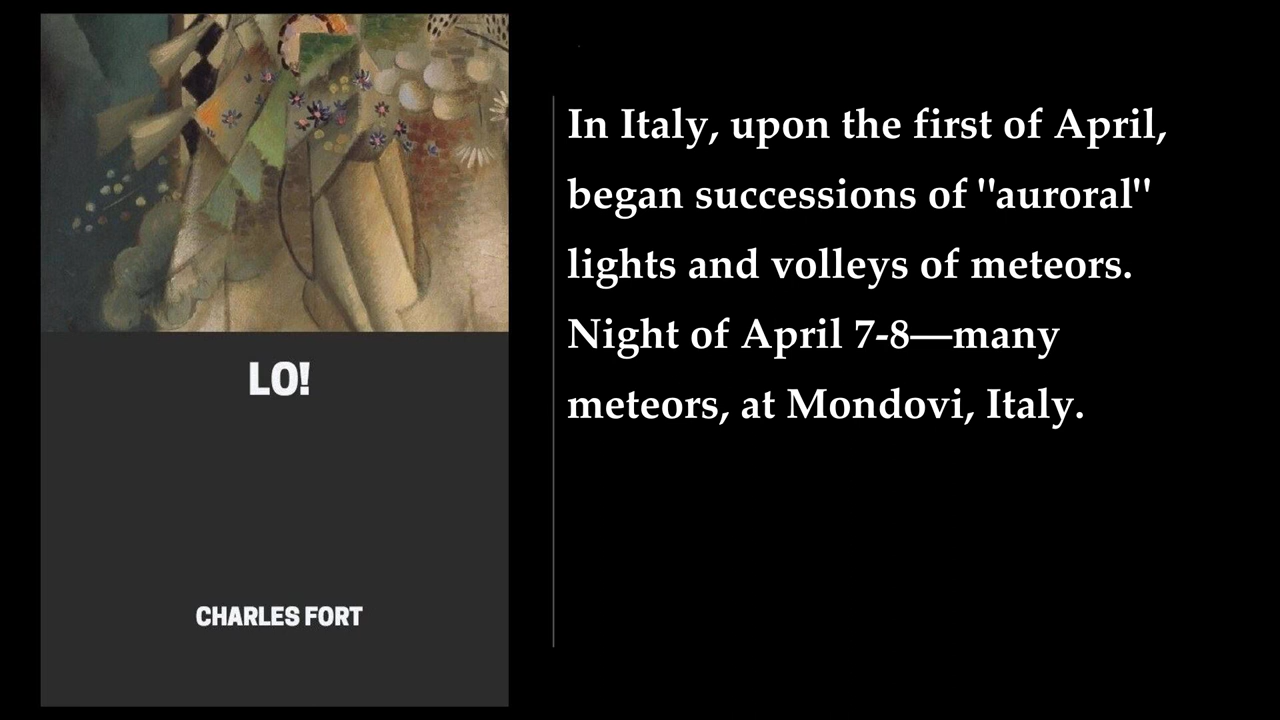 LO!
CHARLES FORT
In Italy, upon the first of April,
began successions of "auroral"
lights and volleys of meteors.
Night of April 7-8—many
meteors, at Mondovi, Italy.